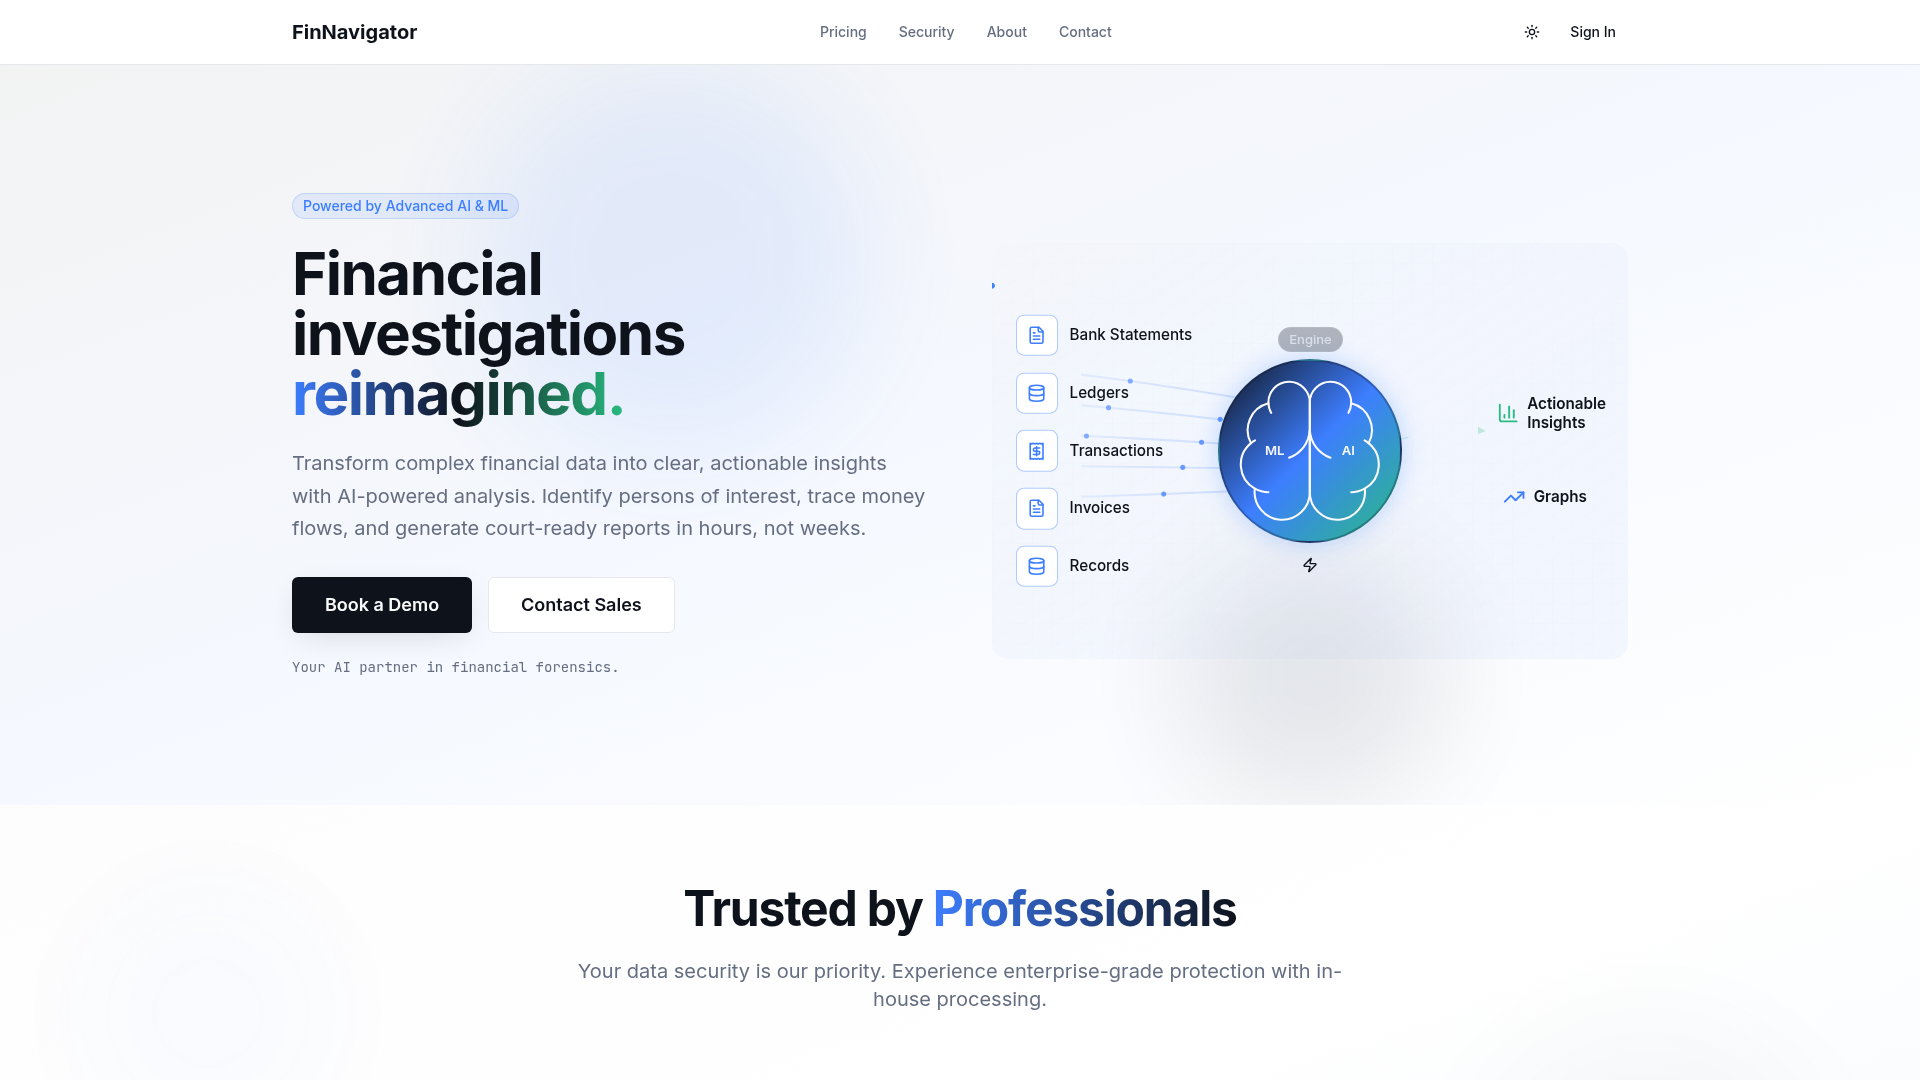 FinNavigator
Pricing
Security
About
Contact
Sign In
Powered by Advanced AI & ML
Financial
investigations
reimagined.
Transform complex financial data into clear, actionable insights
with AI-powered analysis. Identify persons of interest, trace money
flows, and generate court-ready reports in hours, not weeks.
Book a Demo
Contact Sales
Your AI partner in financial forensics.
Bank Statements
Ledgers
Transactions
Invoices
Records
Engine
ML
AI
Actionable
Insights
Graphs
Trusted by Professionals
Your data security is our priority. Experience enterprise-grade protection with in-
house processing.